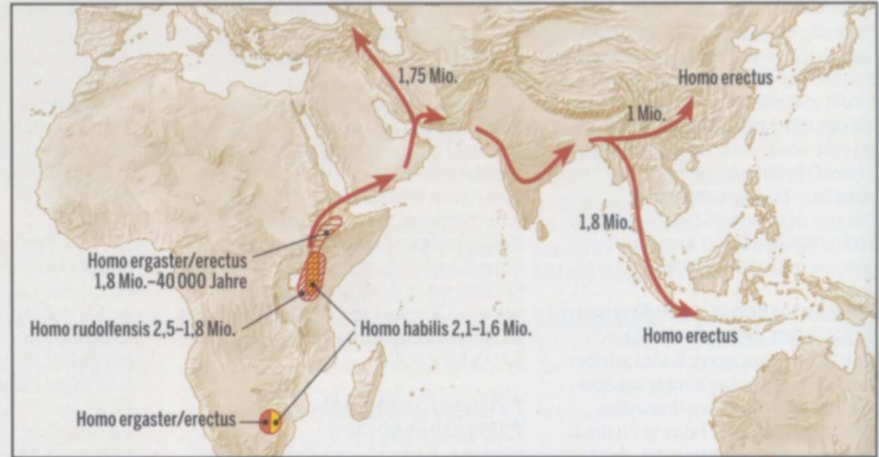 1,75 Mio.
Homo erectus
1 Mio.
1,8 Mio.
Homo ergaster/erectus
1,8 Mio.–40 000 Jahre
Homo rudolfensis 2,5–1,8 Mio.
Homo habilis 2,1–1,6 Mio.
Homo erectus
Homo ergaster/erectus